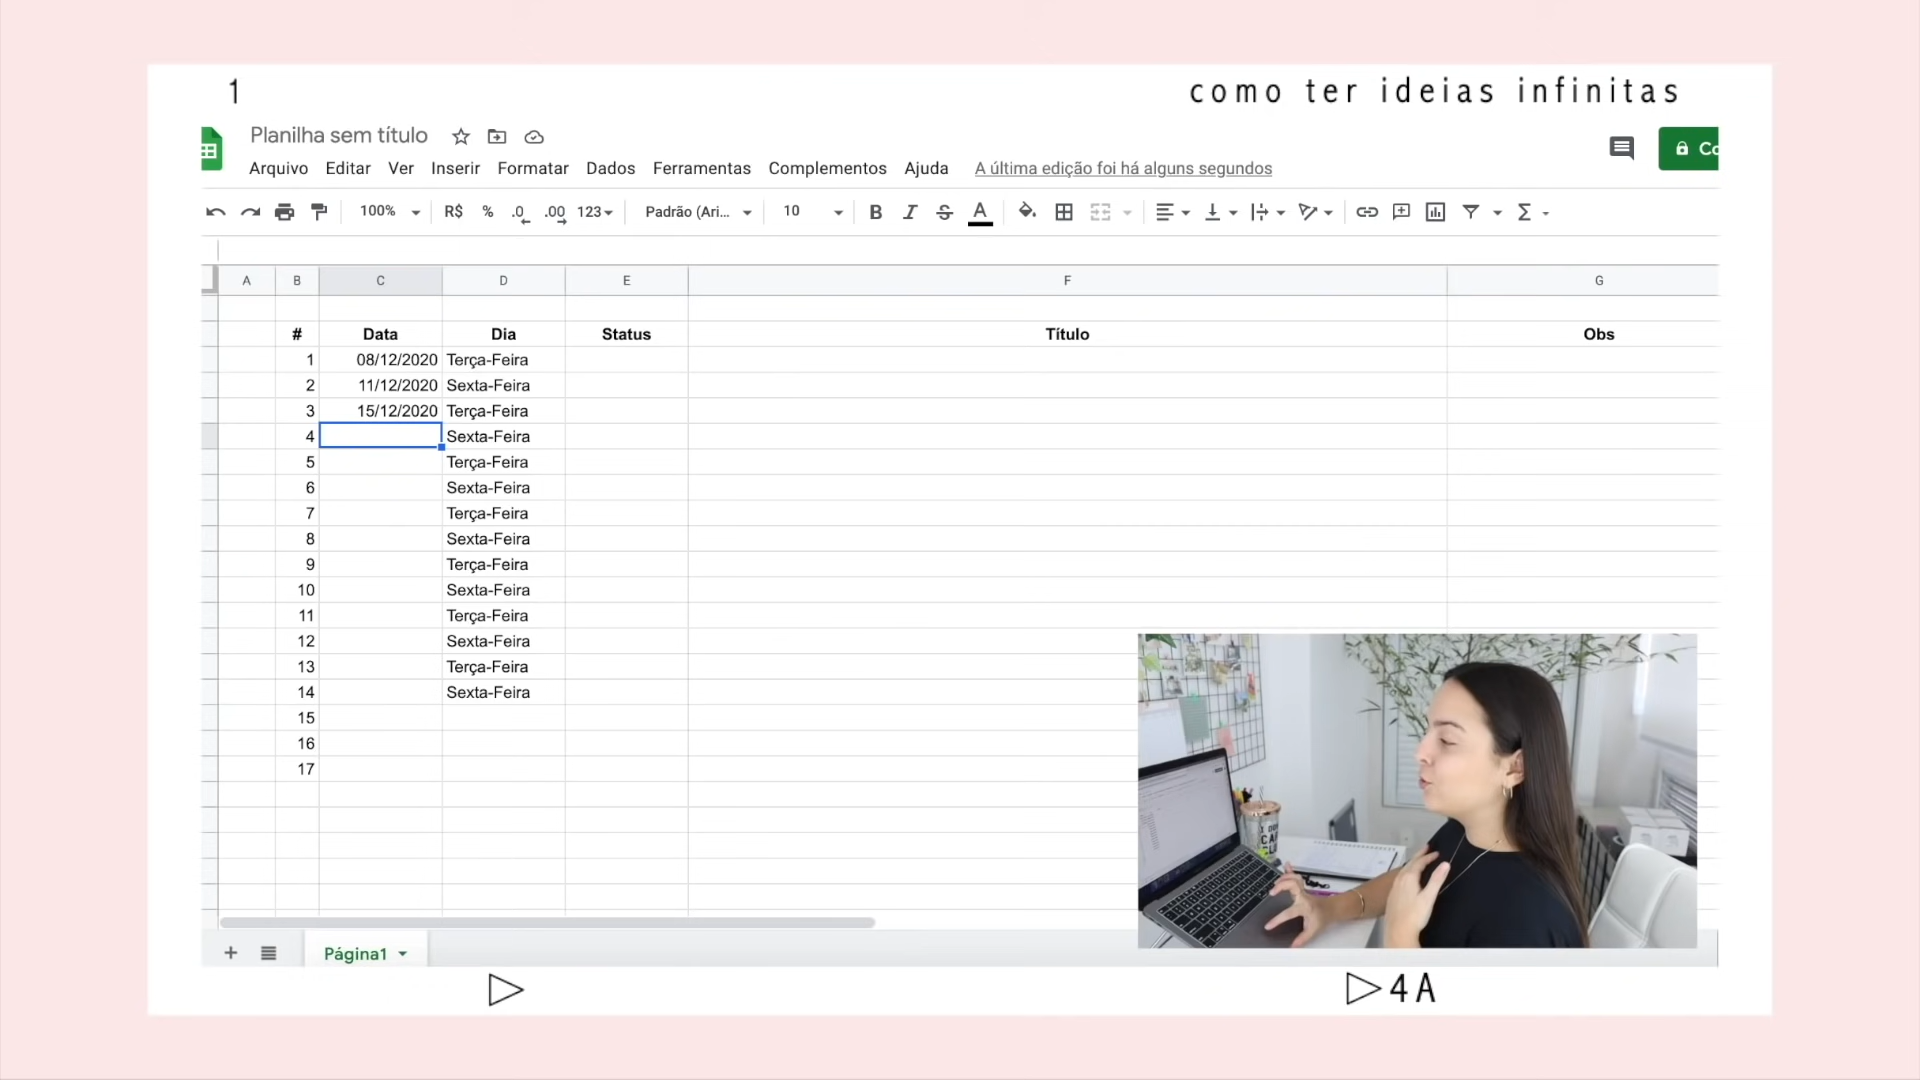 1
como ter ideias infinitas
Planilha sem título
Arquivo Editar Ver Inserir Formatar Dados Ferramentas Complementos Ajuda A última edição foi há alguns segundos
Co
100% R$ % .0 .00 123 Padrão (Ari... 10 B I S A Σ
A B C D E F G
# Data Dia Status Título Obs
1 08/12/2020 Terça-Feira
2 11/12/2020 Sexta-Feira
3 15/12/2020 Terça-Feira
4 Sexta-Feira
5 Terça-Feira
6 Sexta-Feira
7 Terça-Feira
8 Sexta-Feira
9 Terça-Feira
10 Sexta-Feira
11 Terça-Feira
12 Sexta-Feira
13 Terça-Feira
14 Sexta-Feira
15
16
17
Página1
4A